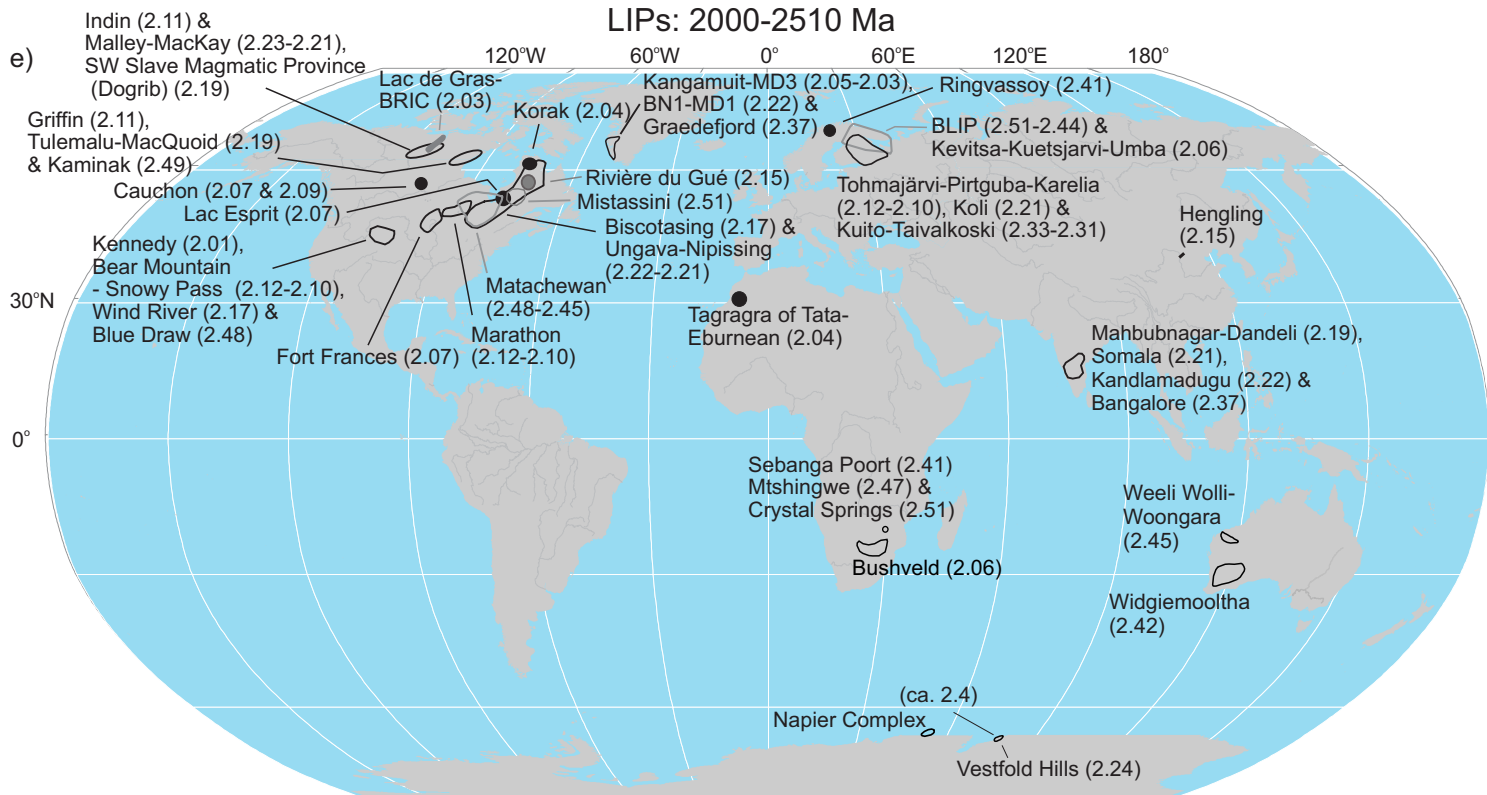 LIPs: 2000-2510 Ma
e)
120°W
60°W
0°
60°E
120°E
180°
Indin (2.11) &
Malley-MacKay (2.23-2.21),
SW Slave Magmatic Province
(Dogrib) (2.19)
Lac de Gras-
BRIC (2.03)
Korak (2.04)
Kangamuit-MD3 (2.05-2.03),
BN1-MD1 (2.22) &
Graedefjord (2.37)
Ringvassoy (2.41)
BLIP (2.51-2.44) &
Kevitsa-Kuetsjarvi-Umba (2.06)
Griffin (2.11),
Tulemalu-MacQuoid (2.19)
& Kaminak (2.49)
Cauchon (2.07 & 2.09)
Lac Esprit (2.07)
Rivière du Gué (2.15)
Mistassini (2.51)
Biscotasing (2.17) &
Ungava-Nipissing
(2.22-2.21)
Tohmajärvi-Pirtguba-Karelia
(2.12-2.10), Koli (2.21) &
Kuito-Taivalkoski (2.33-2.31)
Hengling
(2.15)
Kennedy (2.01),
Bear Mountain
- Snowy Pass (2.12-2.10),
Wind River (2.17) &
Blue Draw (2.48)
Matachewan
(2.48-2.45)
Marathon
(2.12-2.10)
Fort Frances (2.07)
30°N
Tagragra of Tata-
Eburnean (2.04)
Mahbubnagar-Dandeli (2.19),
Somala (2.21),
Kandlamadugu (2.22) &
Bangalore (2.37)
0°
Sebanga Poort (2.41)
Mtshingwe (2.47) &
Crystal Springs (2.51)
Bushveld (2.06)
Weeli Wolli-
Woongara
(2.45)
Widgiemooltha
(2.42)
(ca. 2.4)
Napier Complex
Vestfold Hills (2.24)